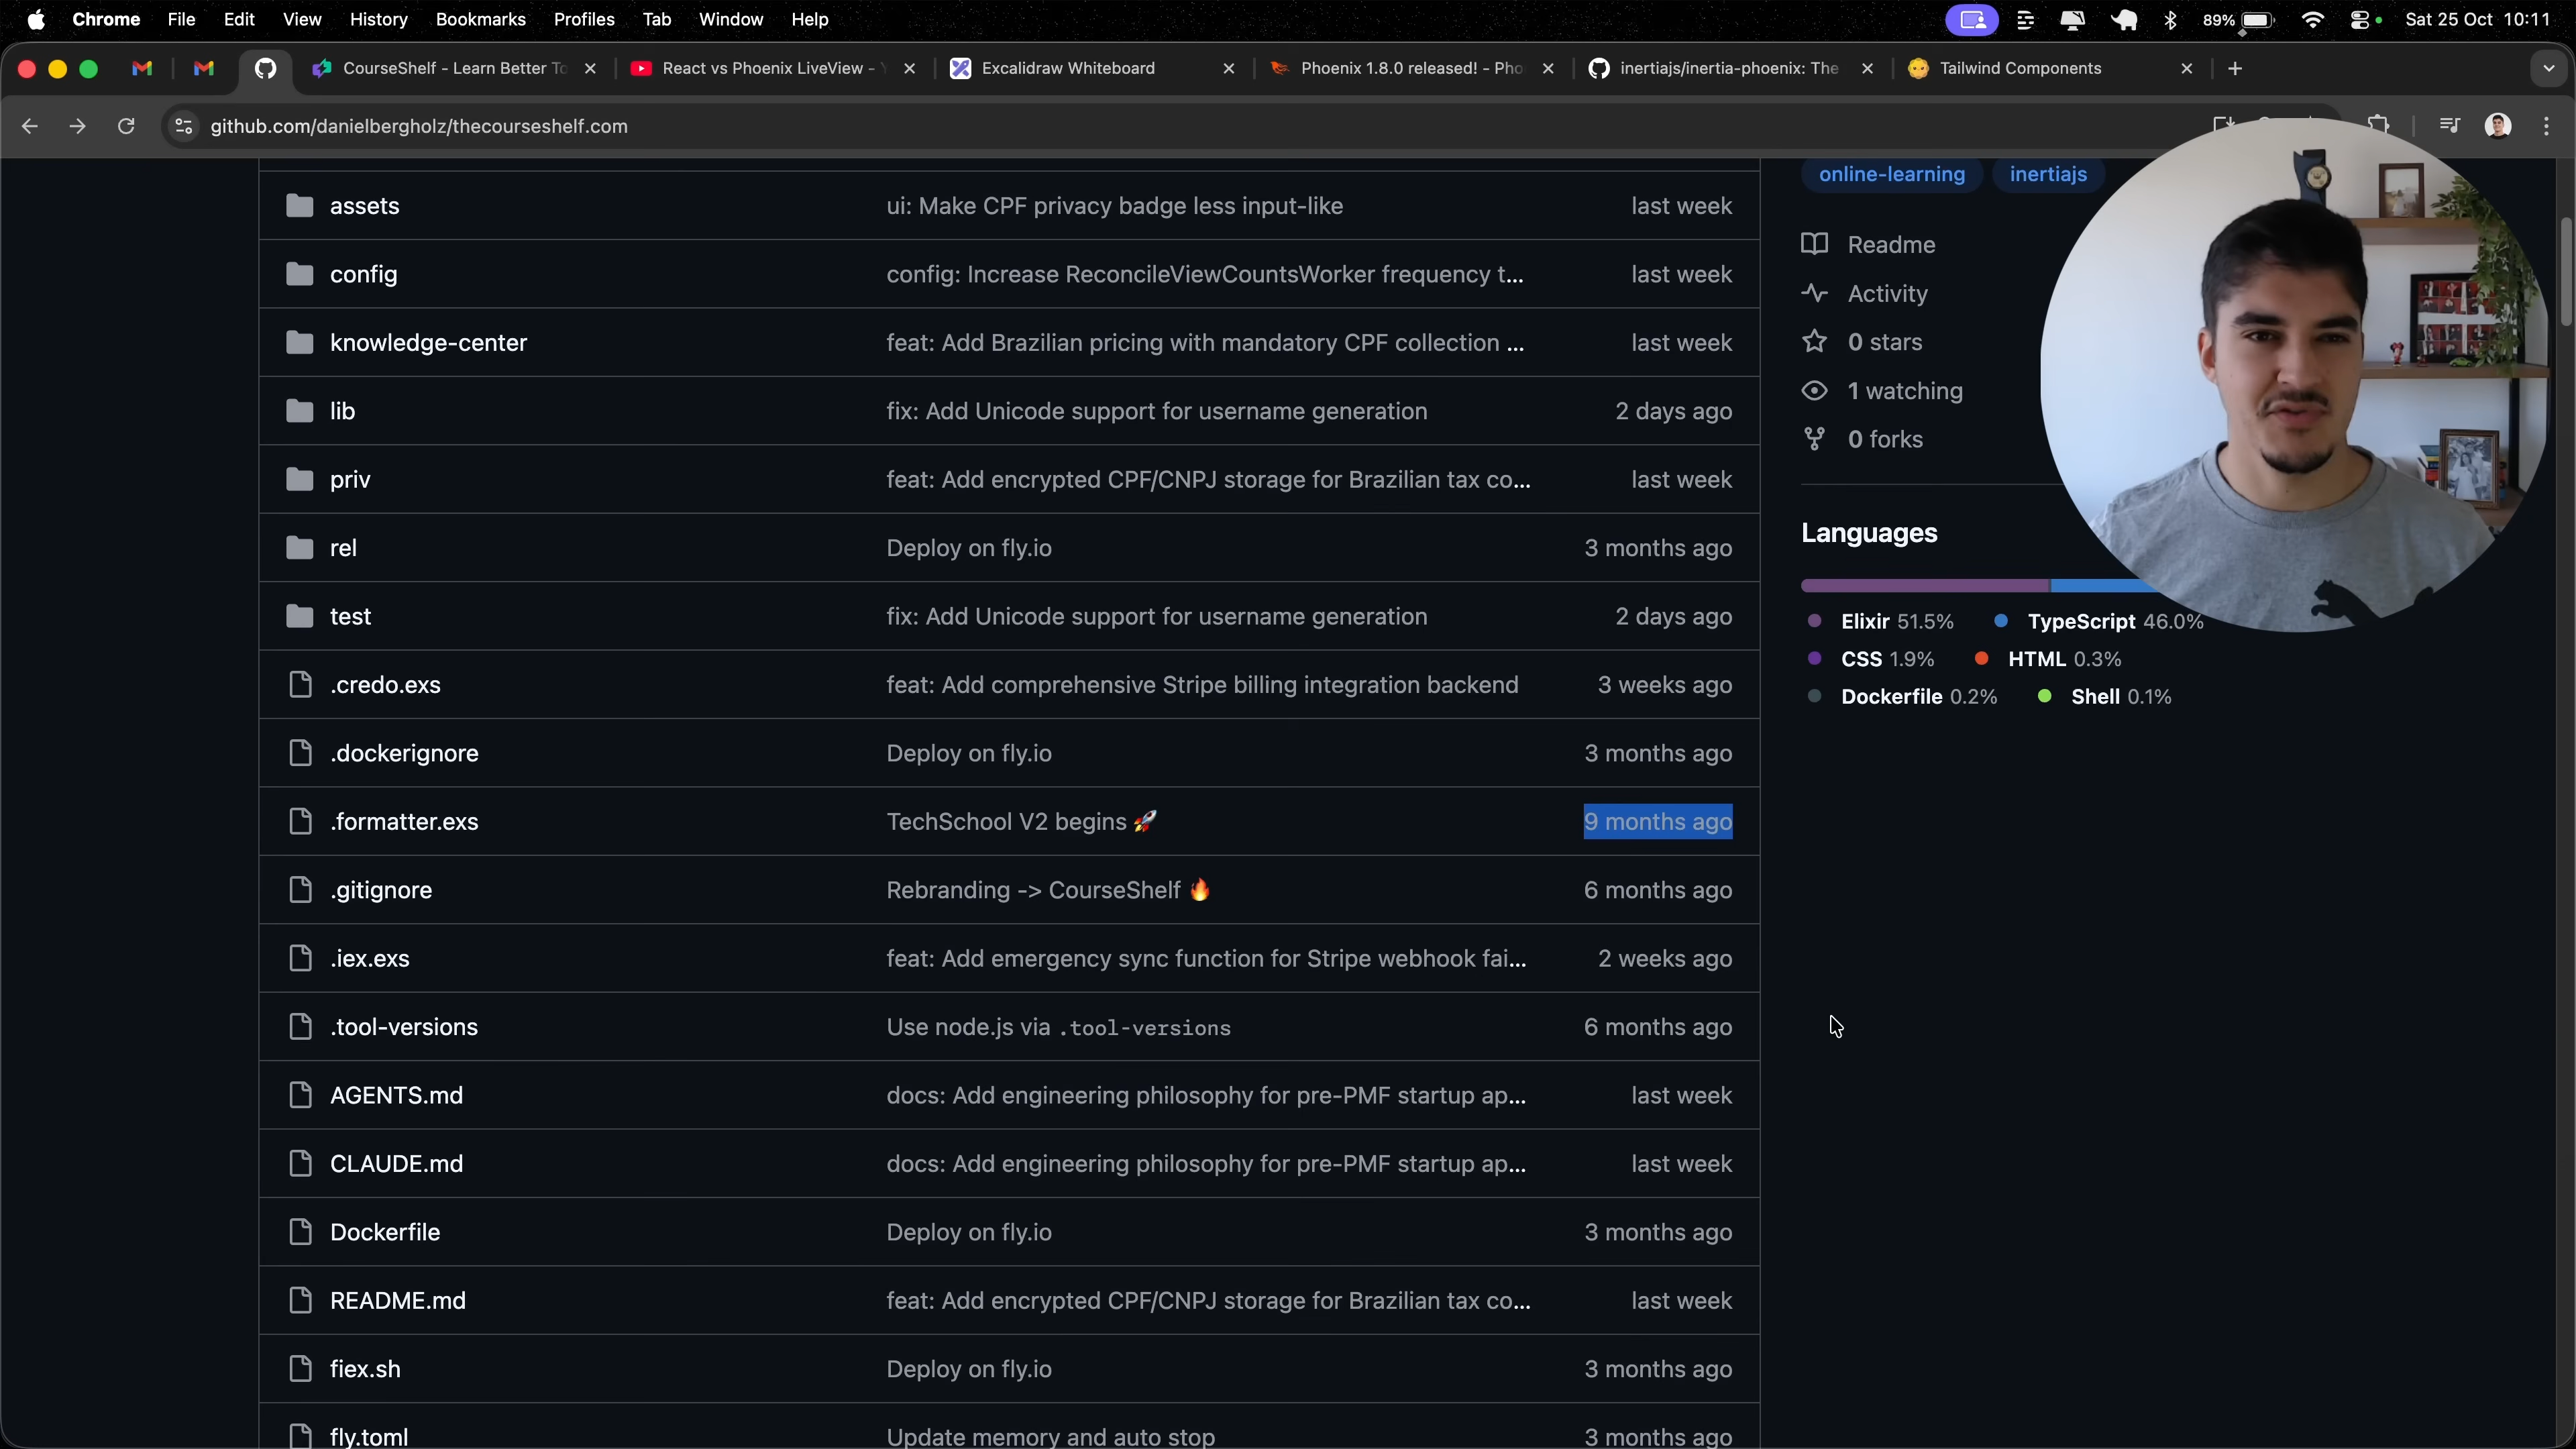 Chrome File Edit View History Bookmarks Profiles Tab Window Help 89% Sat 25 Oct 10:11
CourseShelf - Learn Better To React vs Phoenix LiveView - Excalidraw Whiteboard Phoenix 1.8.0 released! - Pho inertiajs/inertia-phoenix: The Tailwind Components
github.com/danielbergholz/thecourseshelf.com
assets ui: Make CPF privacy badge less input-like last week
config config: Increase ReconcileViewCountsWorker frequency t... last week
knowledge-center feat: Add Brazilian pricing with mandatory CPF collection ... last week
lib fix: Add Unicode support for username generation 2 days ago
priv feat: Add encrypted CPF/CNPJ storage for Brazilian tax co... last week
rel Deploy on fly.io 3 months ago
test fix: Add Unicode support for username generation 2 days ago
.credo.exs feat: Add comprehensive Stripe billing integration backend 3 weeks ago
.dockerignore Deploy on fly.io 3 months ago
.formatter.exs TechSchool V2 begins 🚀 9 months ago
.gitignore Rebranding -> CourseShelf 🔥 6 months ago
.iex.exs feat: Add emergency sync function for Stripe webhook fai... 2 weeks ago
.tool-versions Use node.js via .tool-versions 6 months ago
AGENTS.md docs: Add engineering philosophy for pre-PMF startup ap... last week
CLAUDE.md docs: Add engineering philosophy for pre-PMF startup ap... last week
Dockerfile Deploy on fly.io 3 months ago
README.md feat: Add encrypted CPF/CNPJ storage for Brazilian tax co... last week
fiex.sh Deploy on fly.io 3 months ago
fly.toml Update memory and auto stop 3 months ago
online-learning inertiajs
Readme
Activity
0 stars
1 watching
0 forks
Languages
Elixir 51.5% TypeScript 46.0%
CSS 1.9% HTML 0.3%
Dockerfile 0.2% Shell 0.1%